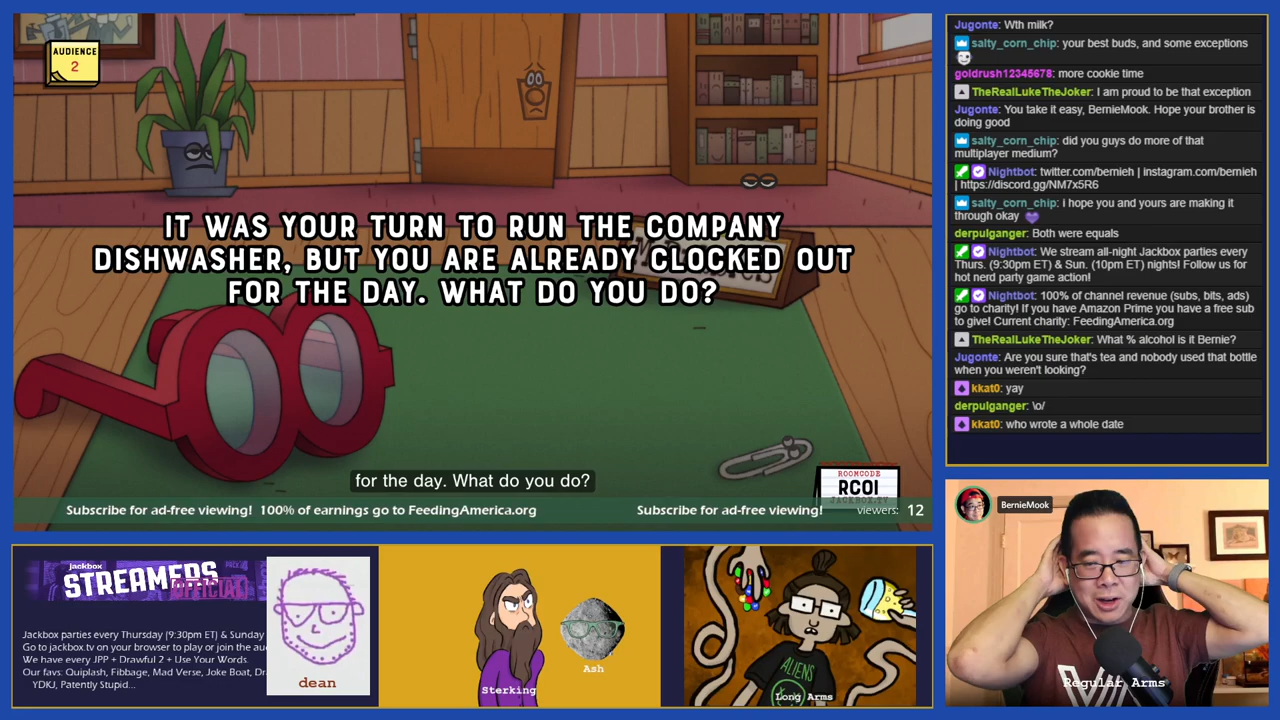 AUDIENCE
2
IT WAS YOUR TURN TO RUN THE COMPANY
DISHWASHER, BUT YOU ARE ALREADY CLOCKED OUT
FOR THE DAY. WHAT DO YOU DO?
for the day. What do you do?
ROOMCODE
RCOI
JACKBOX.TV
Subscribe for ad-free viewing! 100% of earnings go to FeedingAmerica.org
Subscribe for ad-free viewing!
viewers: 12
Jugonte: Wth milk?
salty_corn_chip: your best buds, and some exceptions
goldrush12345678: more cookie time
TheRealLukeTheJoker: I am proud to be that exception
Jugonte: You take it easy, BernieMook. Hope your brother is
doing good
salty_corn_chip: did you guys do more of that
multiplayer medium?
Nightbot: twitter.com/bernieh | instagram.com/bernieh
| https://discord.gg/NM7x5R6
salty_corn_chip: i hope you and yours are making it
through okay
derpulganger: Both were equals
Nightbot: We stream all-night Jackbox parties every
Thurs. (9:30pm ET) & Sun. (10pm ET) nights! Follow us for
hot nerd party game action!
Nightbot: 100% of channel revenue (subs, bits, ads)
go to charity! If you have Amazon Prime you have a free sub
to give! Current charity: FeedingAmerica.org
TheRealLukeTheJoker: What % alcohol is it Bernie?
Jugonte: Are you sure that's tea and nobody used that bottle
when you weren't looking?
kkat0: yay
derpulganger: \o/
kkat0: who wrote a whole date
jackbox
STREAMERS
OFFICIAL
Jackbox parties every Thursday (9:30pm ET) & Sunday
Go to jackbox.tv on your browser to play or join the au
We have every JPP + Drawful 2 + Use Your Words.
Our favs: Quiplash, Fibbage, Mad Verse, Joke Boat, Dr
YDKJ, Patently Stupid...
dean
Sterking
Ash
ALIENS
Long Arms
BernieMook
Regular Arms